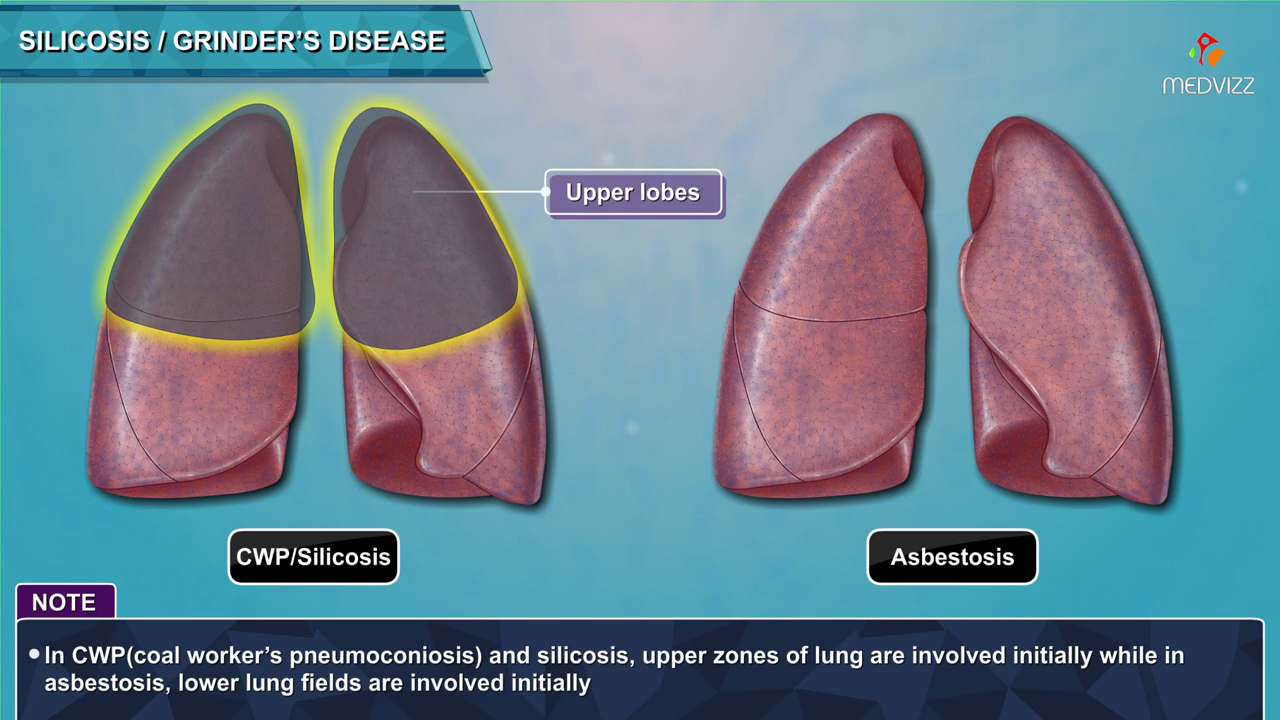 SILICOSIS / GRINDER'S DISEASE
MEDVIZZ
Upper lobes
CWP/Silicosis
Asbestosis
NOTE
• In CWP(coal worker's pneumoconiosis) and silicosis, upper zones of lung are involved initially while in
asbestosis, lower lung fields are involved initially